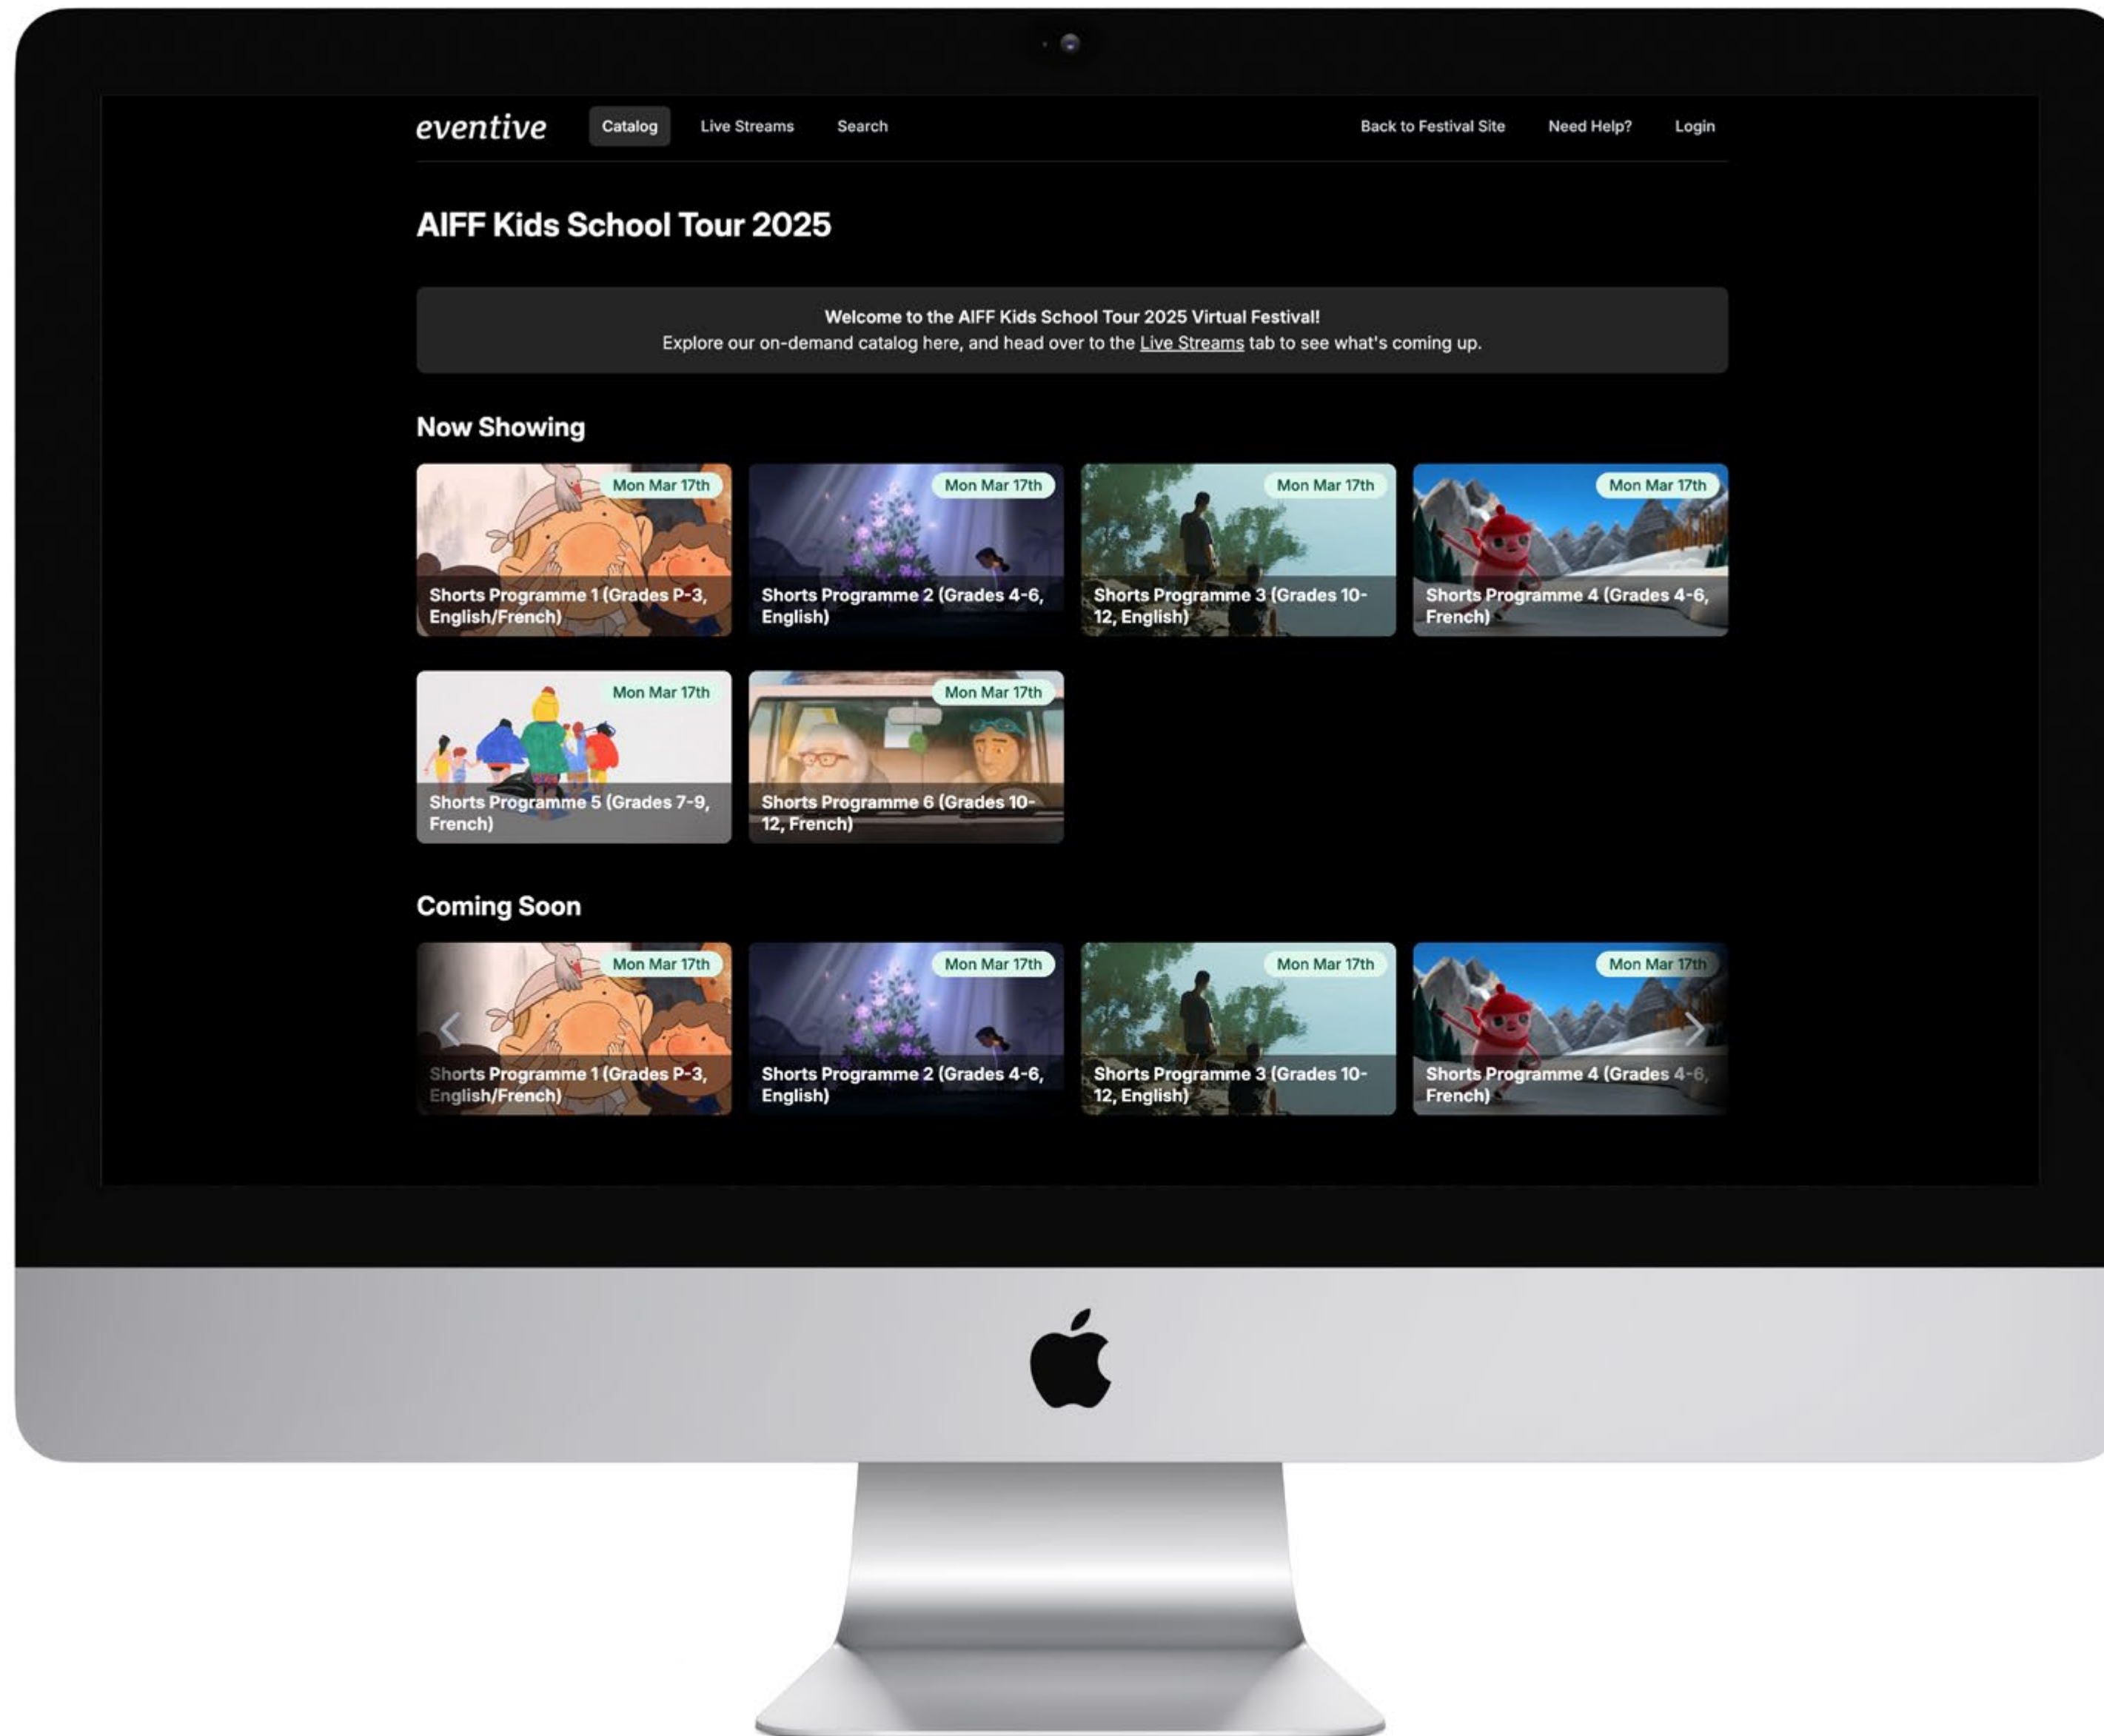 eventive
Catalog
Live Streams
Search
Back to Festival Site
Need Help?
Login
AIFF Kids School Tour 2025
Welcome to the AIFF Kids School Tour 2025 Virtual Festival!
Explore our on-demand catalog here, and head over to the Live Streams tab to see what's coming up.
Now Showing
Mon Mar 17th
Shorts Programme 1 (Grades P-3,
English/French)
Mon Mar 17th
Shorts Programme 2 (Grades 4-6,
English)
Mon Mar 17th
Shorts Programme 3 (Grades 10-
12, English)
Mon Mar 17th
Shorts Programme 4 (Grades 4-6,
French)
Mon Mar 17th
Shorts Programme 5 (Grades 7-9,
French)
Mon Mar 17th
Shorts Programme 6 (Grades 10-
12, French)
Coming Soon
Mon Mar 17th
Shorts Programme 1 (Grades P-3,
English/French)
Mon Mar 17th
Shorts Programme 2 (Grades 4-6,
English)
Mon Mar 17th
Shorts Programme 3 (Grades 10-
12, English)
Mon Mar 17th
Shorts Programme 4 (Grades 4-6,
French)